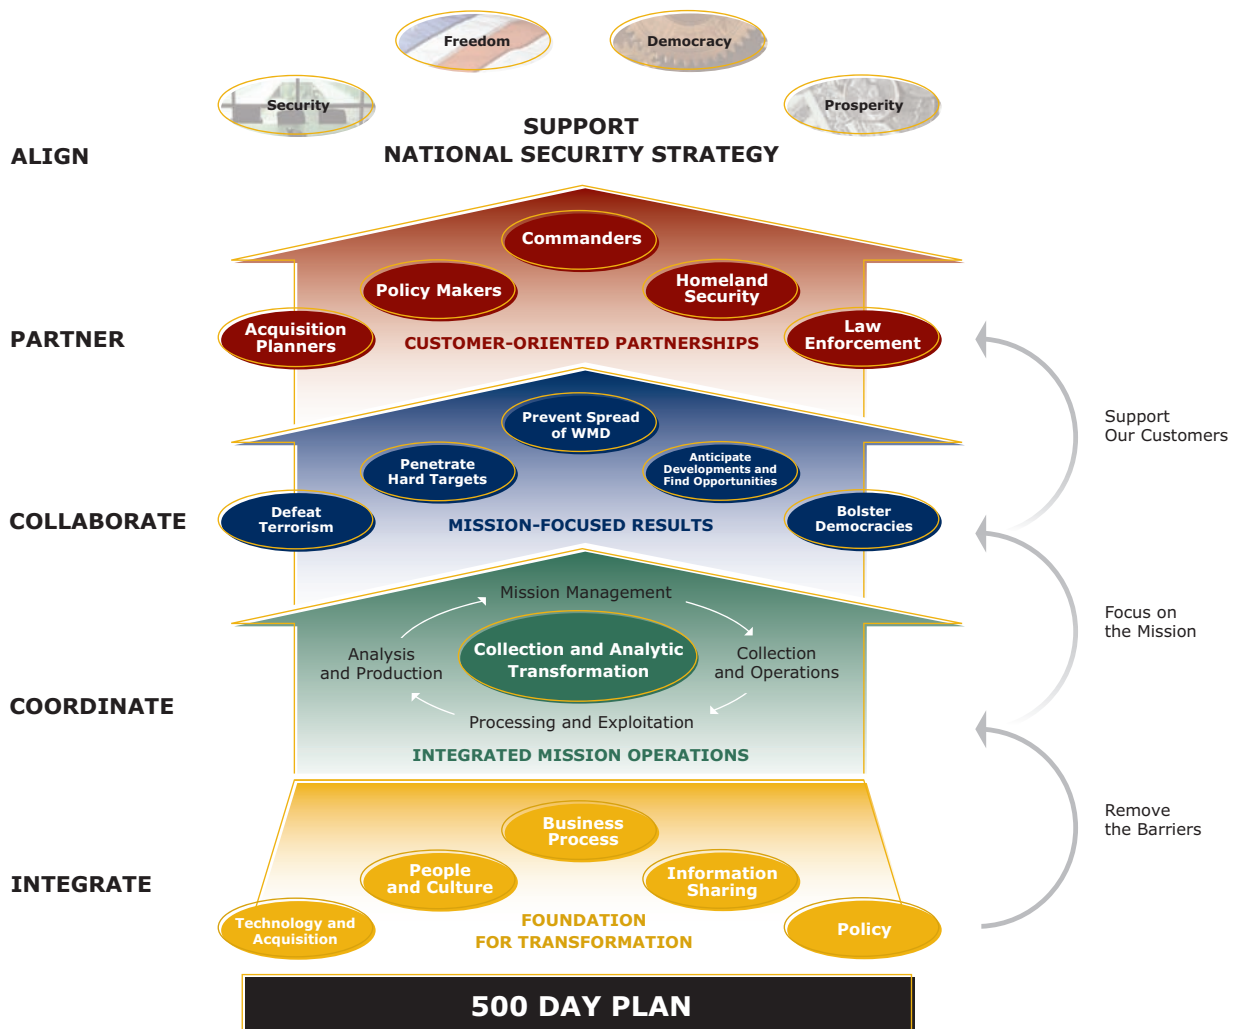 Freedom
Democracy
Security
Prosperity
SUPPORT
NATIONAL SECURITY STRATEGY
ALIGN
Commanders
Policy Makers
Homeland
Security
Acquisition
Planners
Law
Enforcement
PARTNER
CUSTOMER-ORIENTED PARTNERSHIPS
Support
Our Customers
Prevent Spread
of WMD
Penetrate
Hard Targets
Anticipate
Developments and
Find Opportunities
Defeat
Terrorism
Bolster
Democracies
COLLABORATE
MISSION-FOCUSED RESULTS
Focus on
the Mission
Mission Management
Analysis
and Production
Collection and Analytic
Transformation
Collection
and Operations
COORDINATE
Processing and Exploitation
INTEGRATED MISSION OPERATIONS
Remove
the Barriers
Business
Process
People
and Culture
Information
Sharing
INTEGRATE
Technology and
Acquisition
Policy
FOUNDATION
FOR TRANSFORMATION
500 DAY PLAN